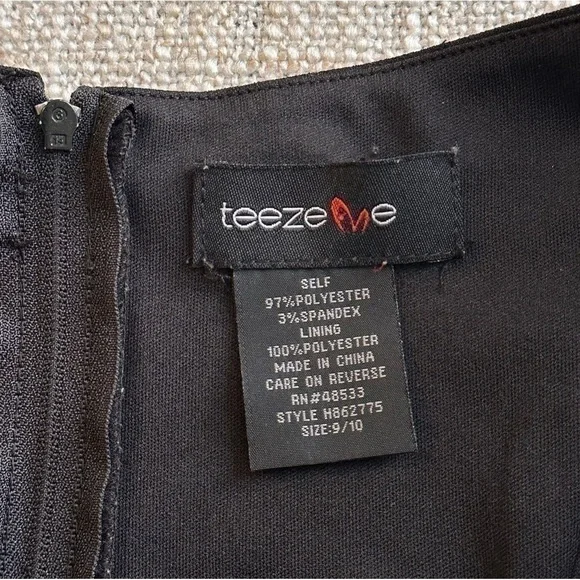 teezeme
SELF
97%POLYESTER
3%SPANDEX
LINING
100%POLYESTER
MADE IN CHINA
CARE ON REVERSE
RN#48533
STYLE H862775
SIZE:9/10